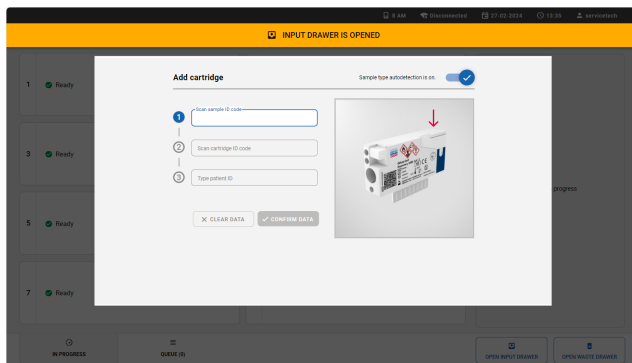 8 AM Disconnected 27-02-2024 13:35 servicetech
INPUT DRAWER IS OPENED
Add cartridge
Sample type autodetection is on.
1 Ready
1 Scan sample ID code
2 Scan cartridge ID code
3 Ready
3 Type patient ID
progress
5 Ready
CLEAR DATA CONFIRM DATA
7 Ready
IN PROGRESS
QUEUE (0)
OPEN INPUT DRAWER
OPEN WASTE DRAWER